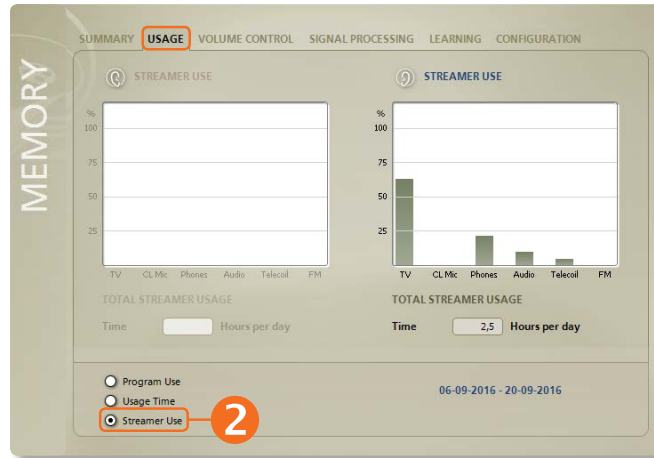 SUMMARY USAGE VOLUME CONTROL SIGNAL PROCESSING LEARNING CONFIGURATION
MEMORY
STREAMER USE
%
100
75
50
25
TV CL Mic Phones Audio Telecoil FM
TOTAL STREAMER USAGE
Time Hours per day
STREAMER USE
%
100
75
50
25
TV CL Mic Phones Audio Telecoil FM
TOTAL STREAMER USAGE
Time 2,5 Hours per day
Program Use
Usage Time
Streamer Use 2
06-09-2016 - 20-09-2016